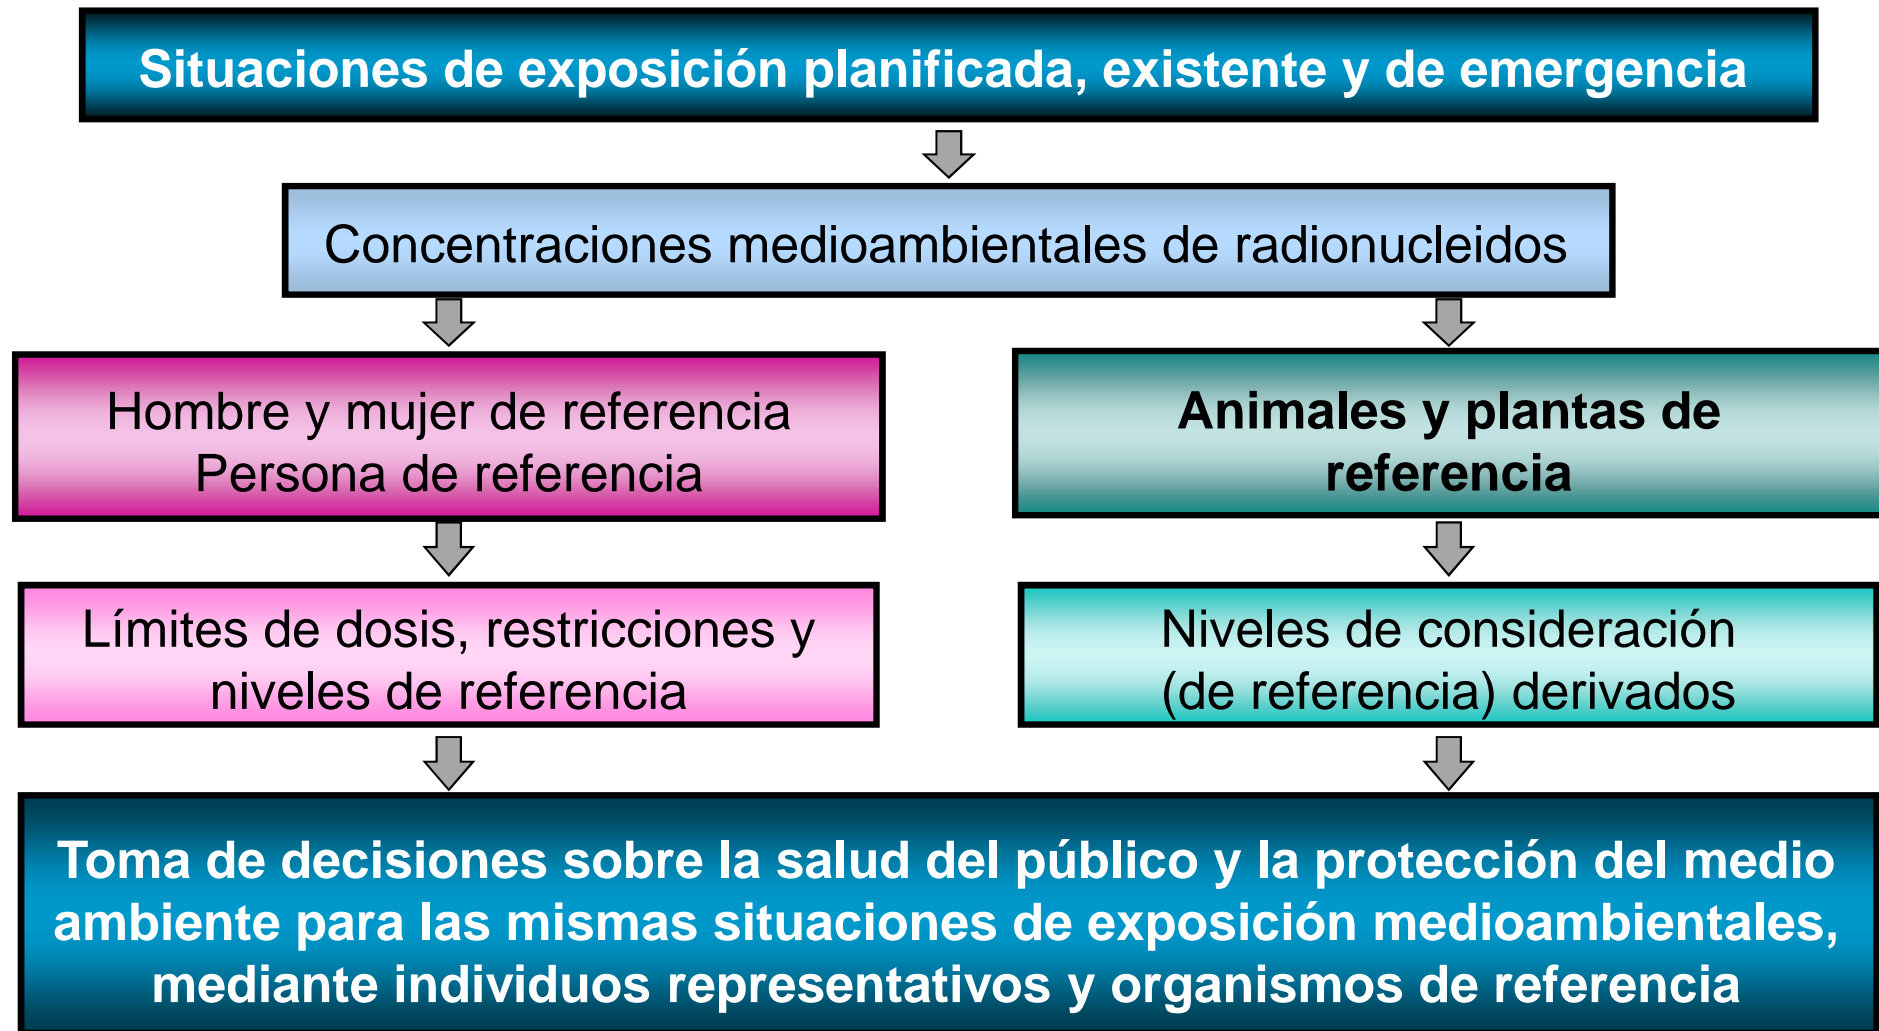 Situaciones de exposición planificada, existente y de emergencia
Concentraciones medioambientales de radionucleidos
Hombre y mujer de referencia
Persona de referencia
Animales y plantas de
referencia
Límites de dosis, restricciones y
niveles de referencia
Niveles de consideración
(de referencia) derivados
Toma de decisiones sobre la salud del público y la protección del medio
ambiente para las mismas situaciones de exposición medioambientales,
mediante individuos representativos y organismos de referencia